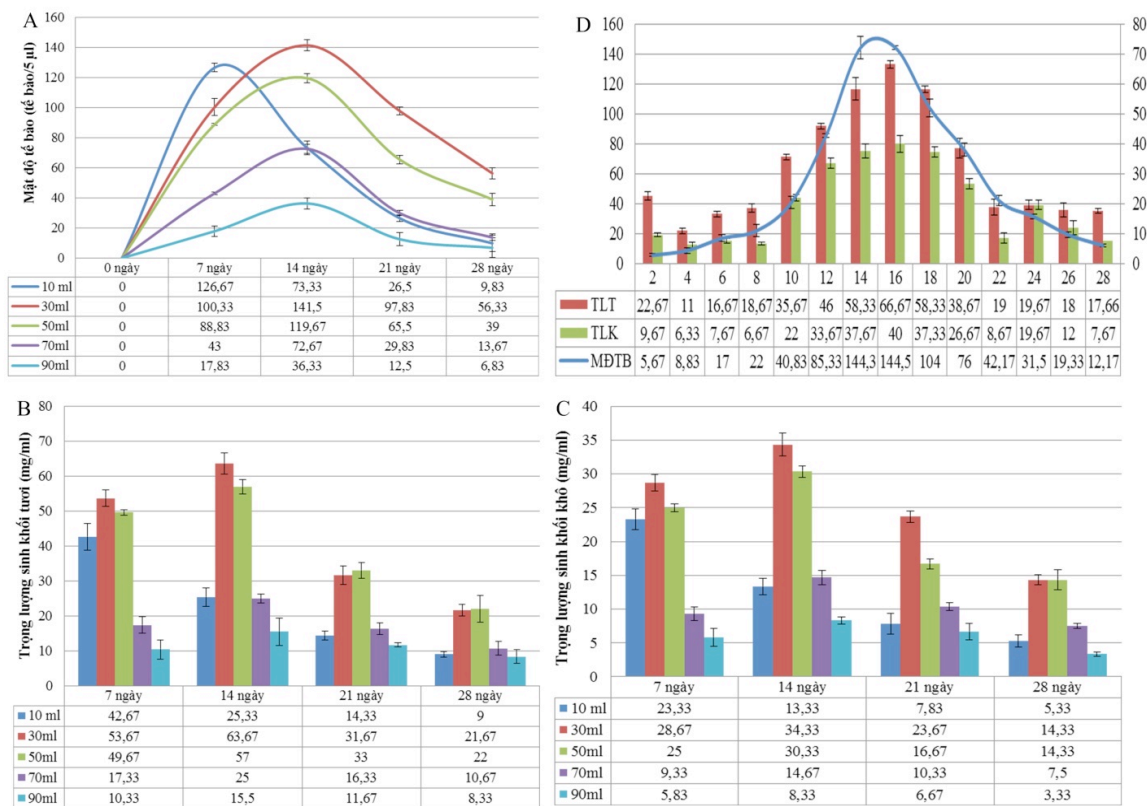 A
Mật độ tế bào (tế bào/5 µl)
160
140
120
100
80
60
40
20
0
0 ngày 7 ngày 14 ngày 21 ngày 28 ngày
10 ml 0 126,67 73,33 26,5 9,83
30ml 0 100,33 141,5 97,83 56,33
50ml 0 88,83 119,67 65,5 39
70ml 0 43 72,67 29,83 13,67
90ml 0 17,83 36,33 12,5 6,83
D
160 80
140 70
120 60
100 50
80 40
60 30
40 20
20 10
0 0
2 4 6 8 10 12 14 16 18 20 22 24 26 28
TLT 22,67 11 16,67 18,67 35,67 46 58,33 66,67 58,33 38,67 19 19,67 18 17,66
TLK 9,67 6,33 7,67 6,67 22 33,67 37,67 40 37,33 26,67 8,67 19,67 12 7,67
MĐTB 5,67 8,83 17 22 40,83 85,33 144,3 144,5 104 76 42,17 31,5 19,33 12,17
B
Trọng lượng sinh khối tươi (mg/ml)
80
70
60
50
40
30
20
10
0
7 ngày 14 ngày 21 ngày 28 ngày
10 ml 42,67 25,33 14,33 9
30ml 53,67 63,67 31,67 21,67
50ml 49,67 57 33 22
70ml 17,33 25 16,33 10,67
90ml 10,33 15,5 11,67 8,33
C
Trọng lượng sinh khối khô (mg/ml)
40
35
30
25
20
15
10
5
0
7 ngày 14 ngày 21 ngày 28 ngày
10 ml 23,33 13,33 7,83 5,33
30ml 28,67 34,33 23,67 14,33
50ml 25 30,33 16,67 14,33
70ml 9,33 14,67 10,33 7,5
90ml 5,83 8,33 6,67 3,33